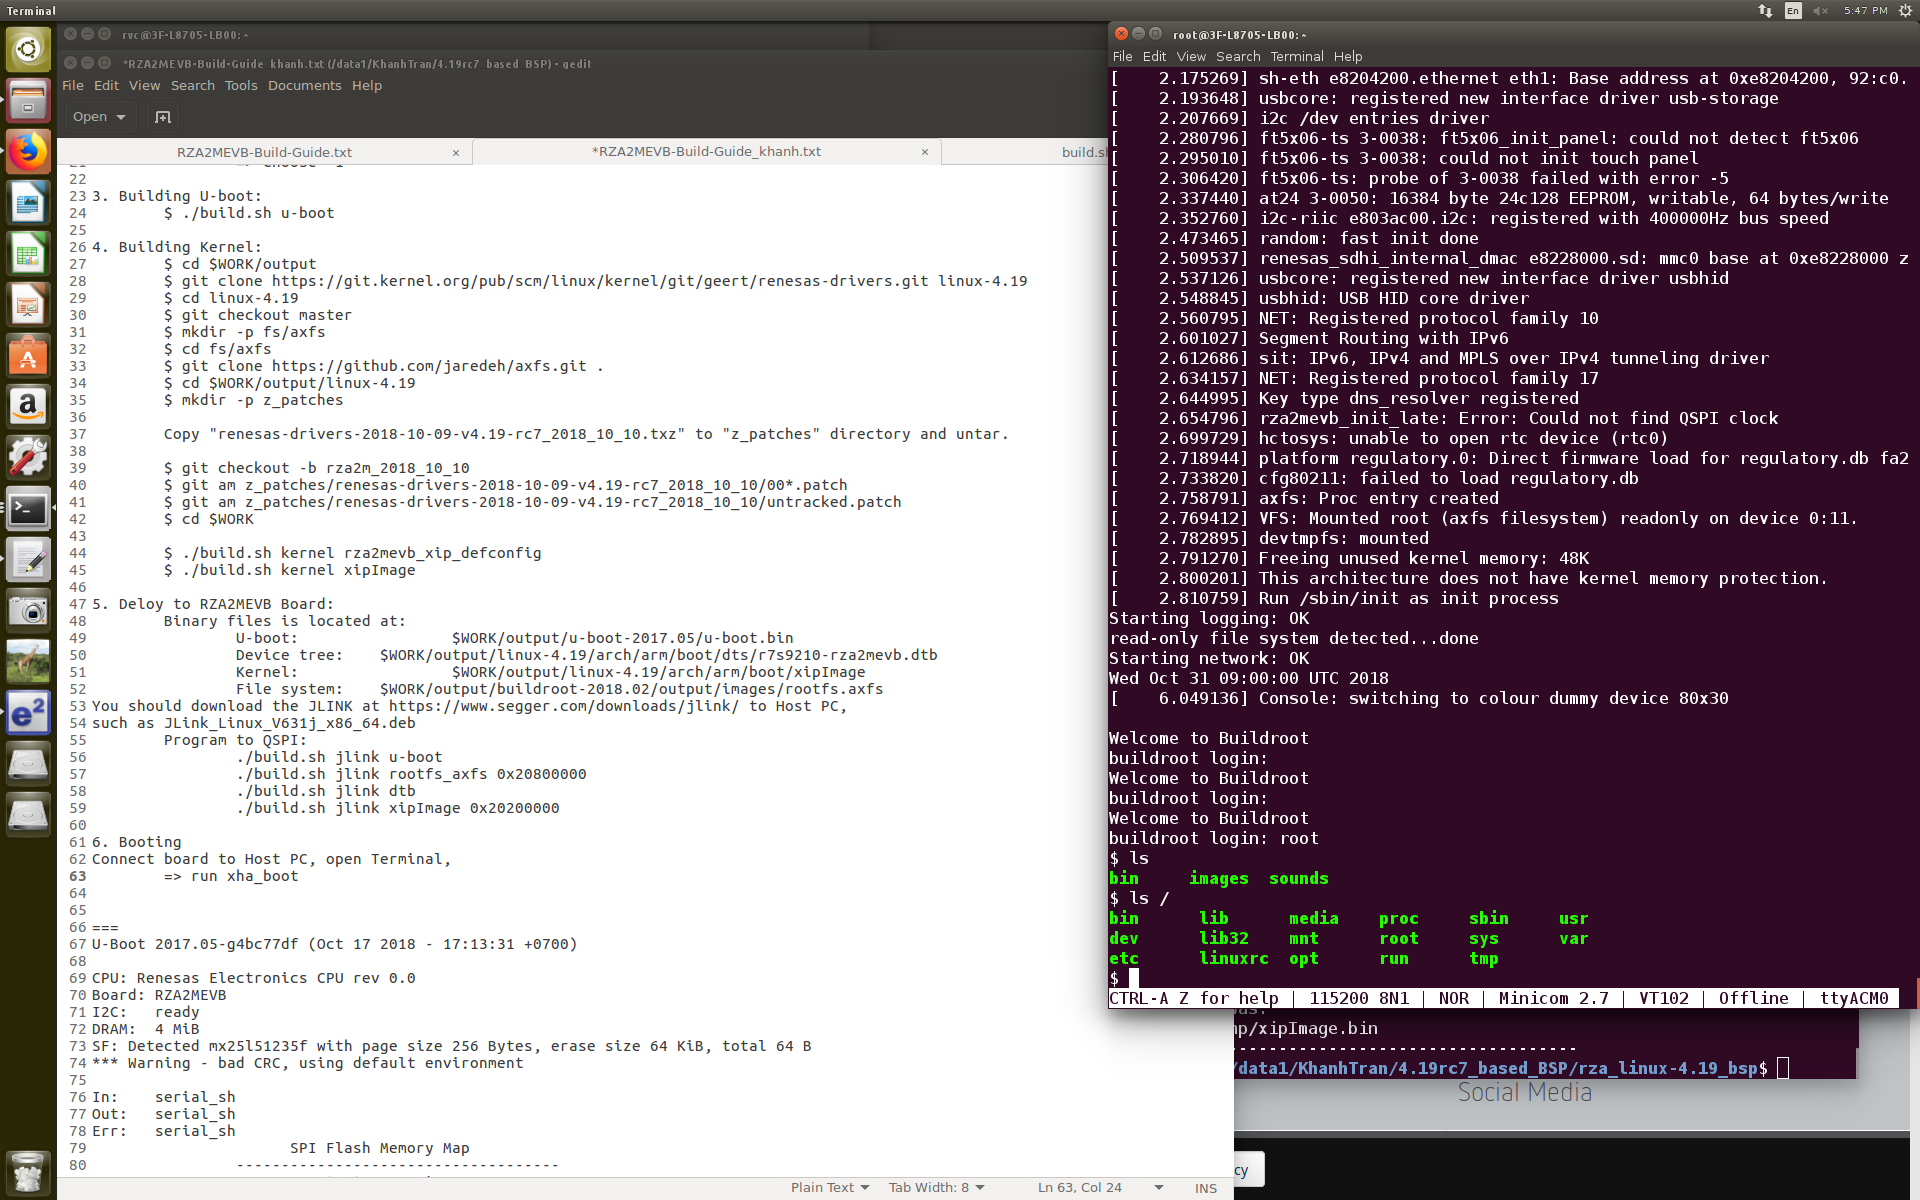 Terminal
En
5:47 PM
rvc@3F-L8705-LB00: ~
*RZA2MEVB-Build-Guide_khanh.txt (/data1/KhanhTran/4.19rc7_based_BSP) - gedit
File Edit View Search Tools Documents Help
Open
RZA2MEVB-Build-Guide.txt ×
*RZA2MEVB-Build-Guide_khanh.txt ×
build.sh
22
23 3. Building U-boot:
24 $ ./build.sh u-boot
25
26 4. Building Kernel:
27 $ cd $WORK/output
28 $ git clone https://git.kernel.org/pub/scm/linux/kernel/git/geert/renesas-drivers.git linux-4.19
29 $ cd linux-4.19
30 $ git checkout master
31 $ mkdir -p fs/axfs
32 $ cd fs/axfs
33 $ git clone https://github.com/jaredeh/axfs.git .
34 $ cd $WORK/output/linux-4.19
35 $ mkdir -p z_patches
36
37 Copy "renesas-drivers-2018-10-09-v4.19-rc7_2018_10_10.txz" to "z_patches" directory and untar.
38
39 $ git checkout -b rza2m_2018_10_10
40 $ git am z_patches/renesas-drivers-2018-10-09-v4.19-rc7_2018_10_10/00*.patch
41 $ git am z_patches/renesas-drivers-2018-10-09-v4.19-rc7_2018_10_10/untracked.patch
42 $ cd $WORK
43
44 $ ./build.sh kernel rza2mevb_xip_defconfig
45 $ ./build.sh kernel xipImage
46
47 5. Deloy to RZA2MEVB Board:
48 Binary files is located at:
49 U-boot: $WORK/output/u-boot-2017.05/u-boot.bin
50 Device tree: $WORK/output/linux-4.19/arch/arm/boot/dts/r7s9210-rza2mevb.dtb
51 Kernel: $WORK/output/linux-4.19/arch/arm/boot/xipImage
52 File system: $WORK/output/buildroot-2018.02/output/images/rootfs.axfs
53 You should download the JLINK at https://www.segger.com/downloads/jlink/ to Host PC,
54 such as JLink_Linux_V631j_x86_64.deb
55 Program to QSPI:
56 ./build.sh jlink u-boot
57 ./build.sh jlink rootfs_axfs 0x20800000
58 ./build.sh jlink dtb
59 ./build.sh jlink xipImage 0x20200000
60
61 6. Booting
62 Connect board to Host PC, open Terminal,
63 => run xha_boot
64
65
66 ===
67 U-Boot 2017.05-g4bc77df (Oct 17 2018 - 17:13:31 +0700)
68
69 CPU: Renesas Electronics CPU rev 0.0
70 Board: RZA2MEVB
71 I2C: ready
72 DRAM: 4 MiB
73 SF: Detected mx25l51235f with page size 256 Bytes, erase size 64 KiB, total 64 B
74 *** Warning - bad CRC, using default environment
75
76 In: serial_sh
77 Out: serial_sh
78 Err: serial_sh
79 SPI Flash Memory Map
80 ------------------------------------
Plain Text Tab Width: 8 Ln 63, Col 24 INS
root@3F-L8705-LB00: ~
File Edit View Search Terminal Help
[ 2.175269] sh-eth e8204200.ethernet eth1: Base address at 0xe8204200, 92:c0.
[ 2.193648] usbcore: registered new interface driver usb-storage
[ 2.207669] i2c /dev entries driver
[ 2.280796] ft5x06-ts 3-0038: ft5x06_init_panel: could not detect ft5x06
[ 2.295010] ft5x06-ts 3-0038: could not init touch panel
[ 2.306420] ft5x06-ts: probe of 3-0038 failed with error -5
[ 2.337440] at24 3-0050: 16384 byte 24c128 EEPROM, writable, 64 bytes/write
[ 2.352760] i2c-riic e803ac00.i2c: registered with 400000Hz bus speed
[ 2.473465] random: fast init done
[ 2.509537] renesas_sdhi_internal_dmac e8228000.sd: mmc0 base at 0xe8228000 z
[ 2.537126] usbcore: registered new interface driver usbhid
[ 2.548845] usbhid: USB HID core driver
[ 2.560795] NET: Registered protocol family 10
[ 2.601027] Segment Routing with IPv6
[ 2.612686] sit: IPv6, IPv4 and MPLS over IPv4 tunneling driver
[ 2.634157] NET: Registered protocol family 17
[ 2.644995] Key type dns_resolver registered
[ 2.654796] rza2mevb_init_late: Error: Could not find QSPI clock
[ 2.699729] hctosys: unable to open rtc device (rtc0)
[ 2.718944] platform regulatory.0: Direct firmware load for regulatory.db fa2
[ 2.733820] cfg80211: failed to load regulatory.db
[ 2.758791] axfs: Proc entry created
[ 2.769412] VFS: Mounted root (axfs filesystem) readonly on device 0:11.
[ 2.782895] devtmpfs: mounted
[ 2.791270] Freeing unused kernel memory: 48K
[ 2.800201] This architecture does not have kernel memory protection.
[ 2.810759] Run /sbin/init as init process
Starting logging: OK
read-only file system detected...done
Starting network: OK
Wed Oct 31 09:00:00 UTC 2018
[ 6.049136] Console: switching to colour dummy device 80x30
Welcome to Buildroot
buildroot login:
Welcome to Buildroot
buildroot login:
Welcome to Buildroot
buildroot login: root
$ ls
bin images sounds
$ ls /
bin lib media proc sbin usr
dev lib32 mnt root sys var
etc linuxrc opt run tmp
$
CTRL-A Z for help | 115200 8N1 | NOR | Minicom 2.7 | VT102 | Offline | ttyACM0
mp/xipImage.bin
----------------------------------
/data1/KhanhTran/4.19rc7_based_BSP/rza_linux-4.19_bsp$
Social Media
cy